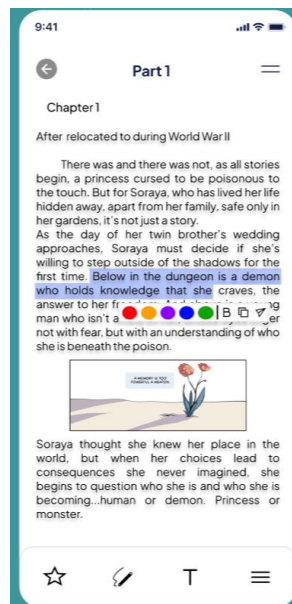 9:41
Part 1
Chapter 1
After relocated to during World War II
There was and there was not, as all stories
begin, a princess cursed to be poisonous to
the touch. But for Soraya, who has lived her life
hidden away, apart from her family, safe only in
her gardens, it's not just a story.
As the day of her twin brother's wedding
approaches, Soraya must decide if she's
willing to step outside of the shadows for the
first time. Below in the dungeon is a demon
who holds knowledge that she craves, the
answer to her
man who isn't a
not with fear, but with an understanding of who
she is beneath the poison.
B
A MEMORY IS TOO
POWERFUL A WEAPON.
Soraya thought she knew her place in the
world, but when her choices lead to
consequences she never imagined, she
begins to question who she is and who she is
becoming...human or demon. Princess or
monster.
T